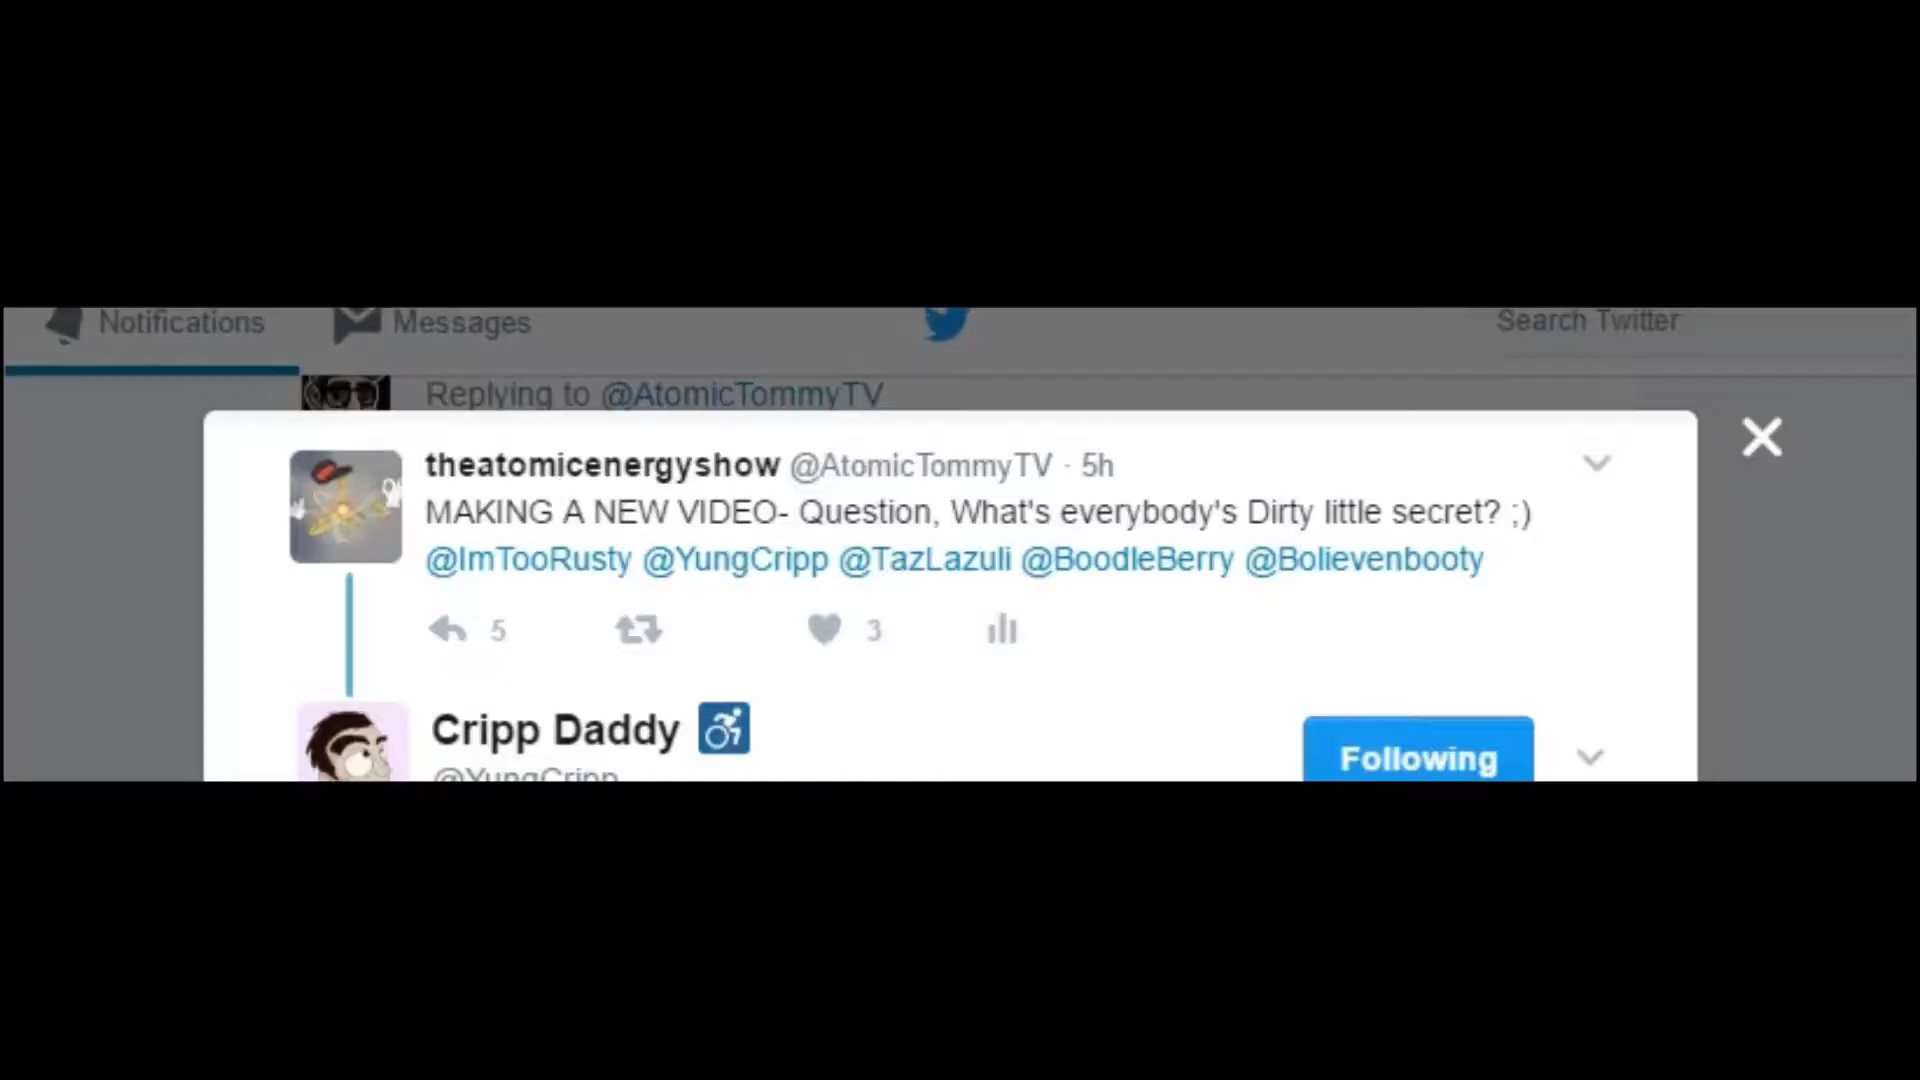 Notifications Messages Search Twitter
Replying to @AtomicTommyTV
theatomicenergyshow @AtomicTommyTV · 5h
MAKING A NEW VIDEO- Question, What's everybody's Dirty little secret? ;)
@ImTooRusty @YungCripp @TazLazuli @BoodleBerry @Bolievenbooty
5 3
Cripp Daddy
Following
@YungCripp